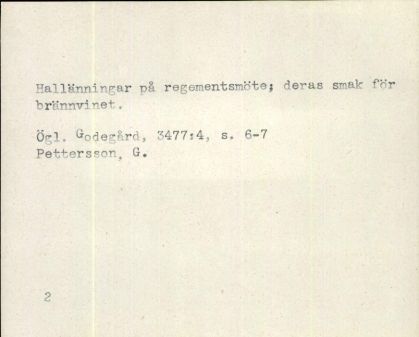 Hallänningar på regementsmöte; deras smak för
brännvinet.
Ögl. Godegård, 3477:4, s. 6-7
Pettersson, G.
2